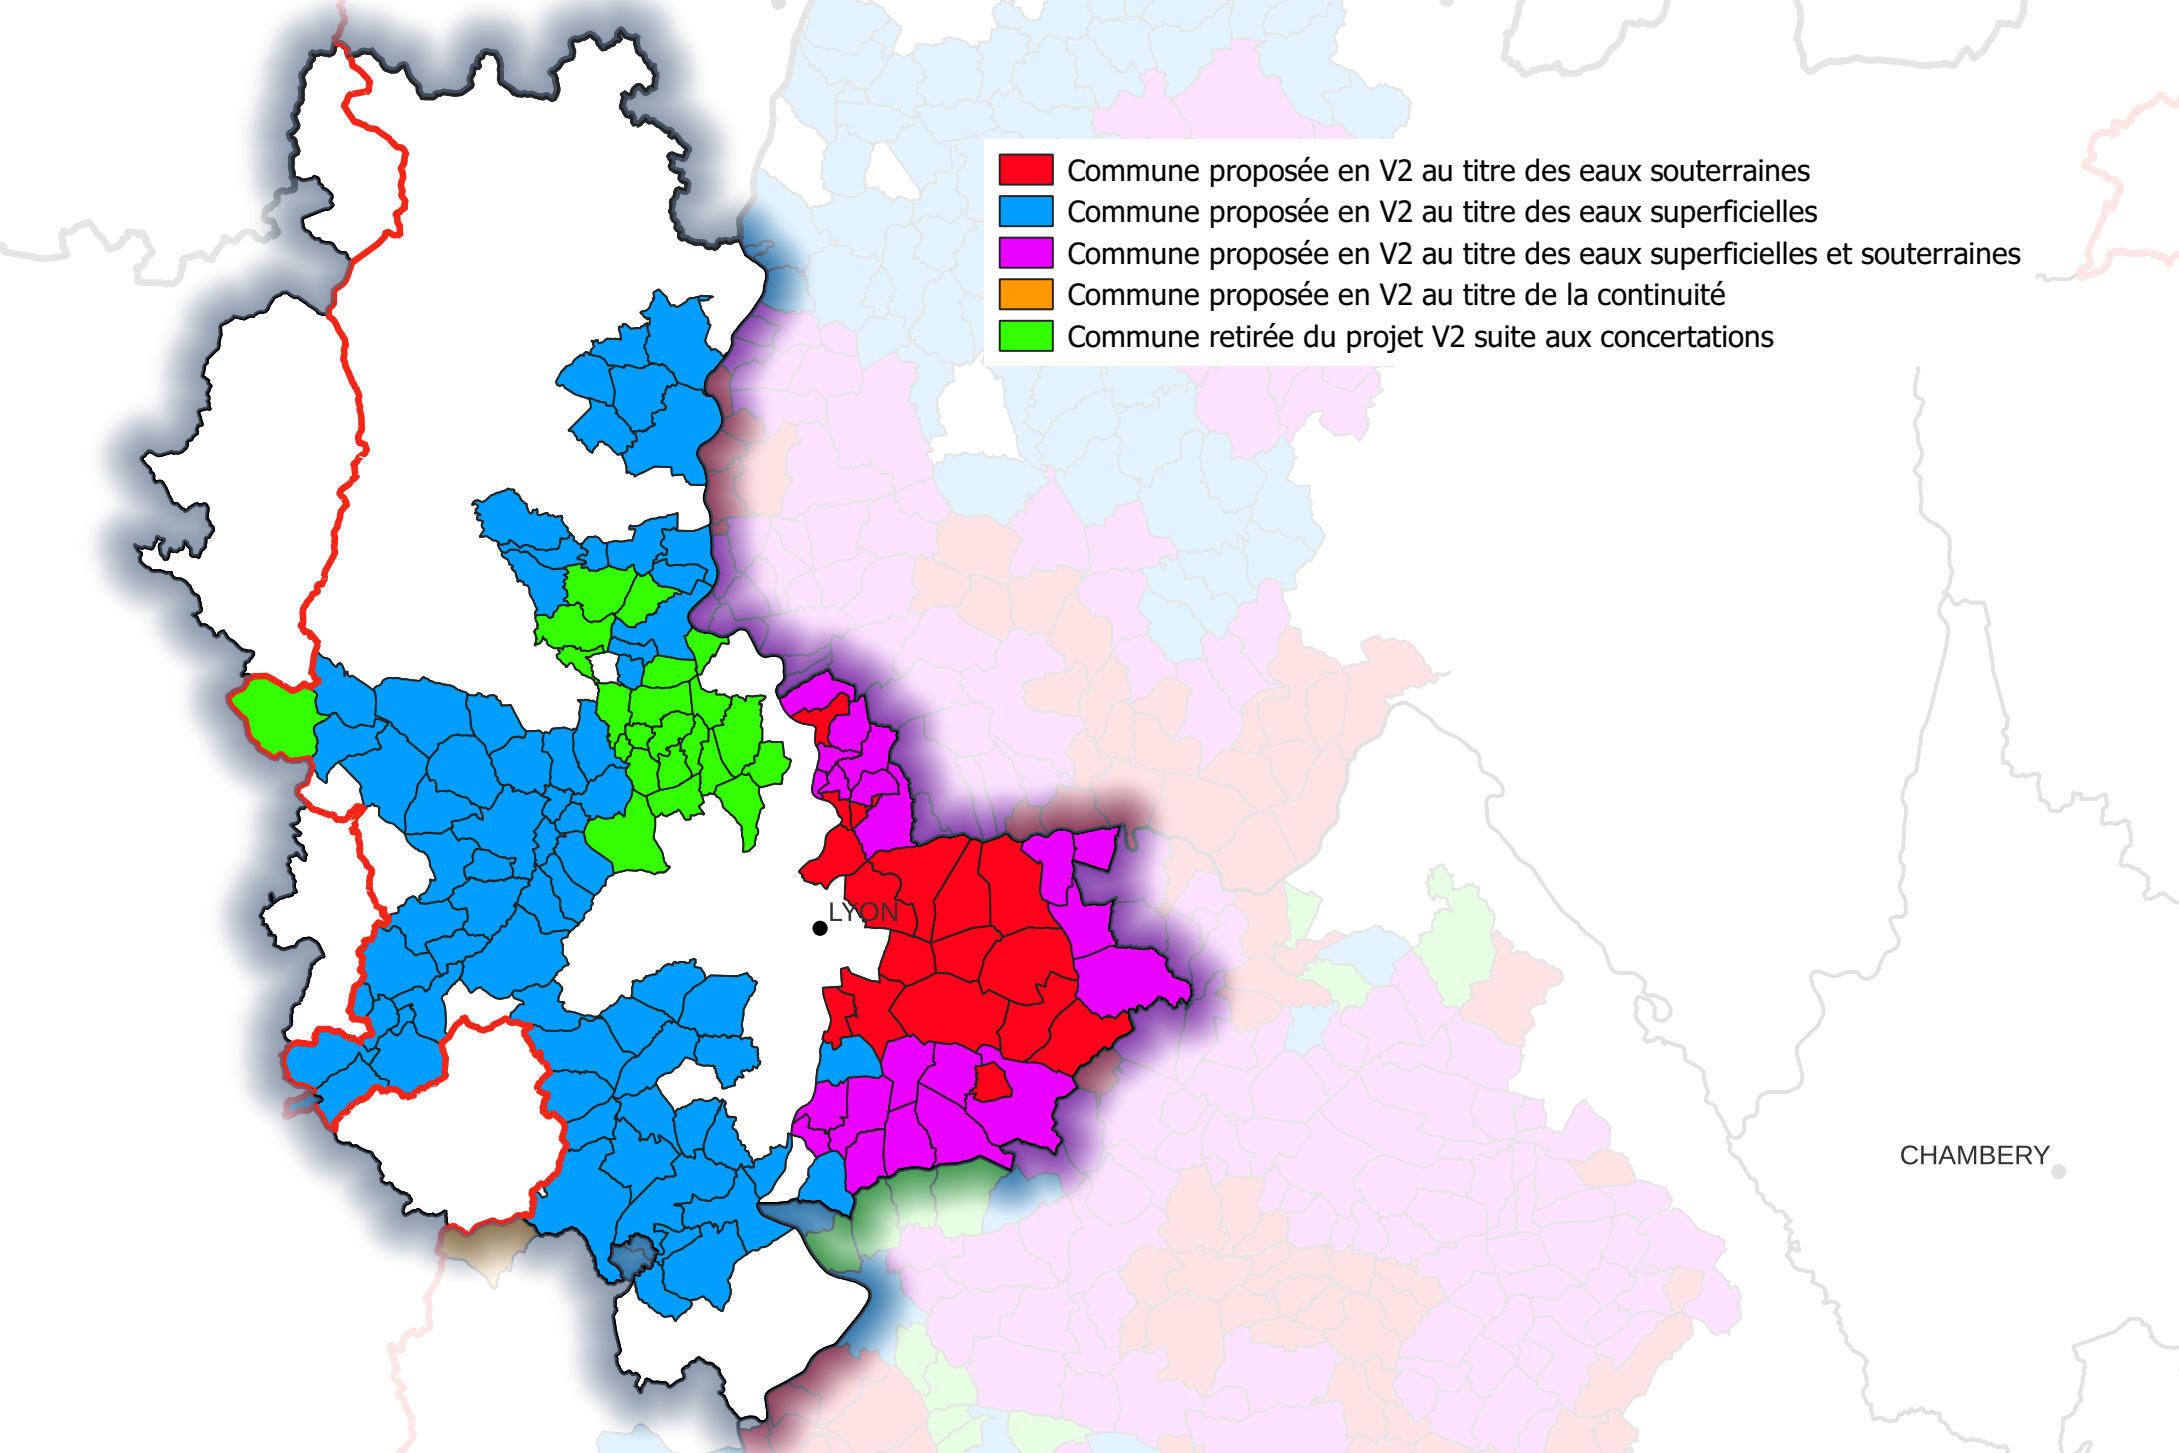 Commune proposée en V2 au titre des eaux souterraines
Commune proposée en V2 au titre des eaux superficielles
Commune proposée en V2 au titre des eaux superficielles et souterraines
Commune proposée en V2 au titre de la continuité
Commune retirée du projet V2 suite aux concertations
LYON
CHAMBERY